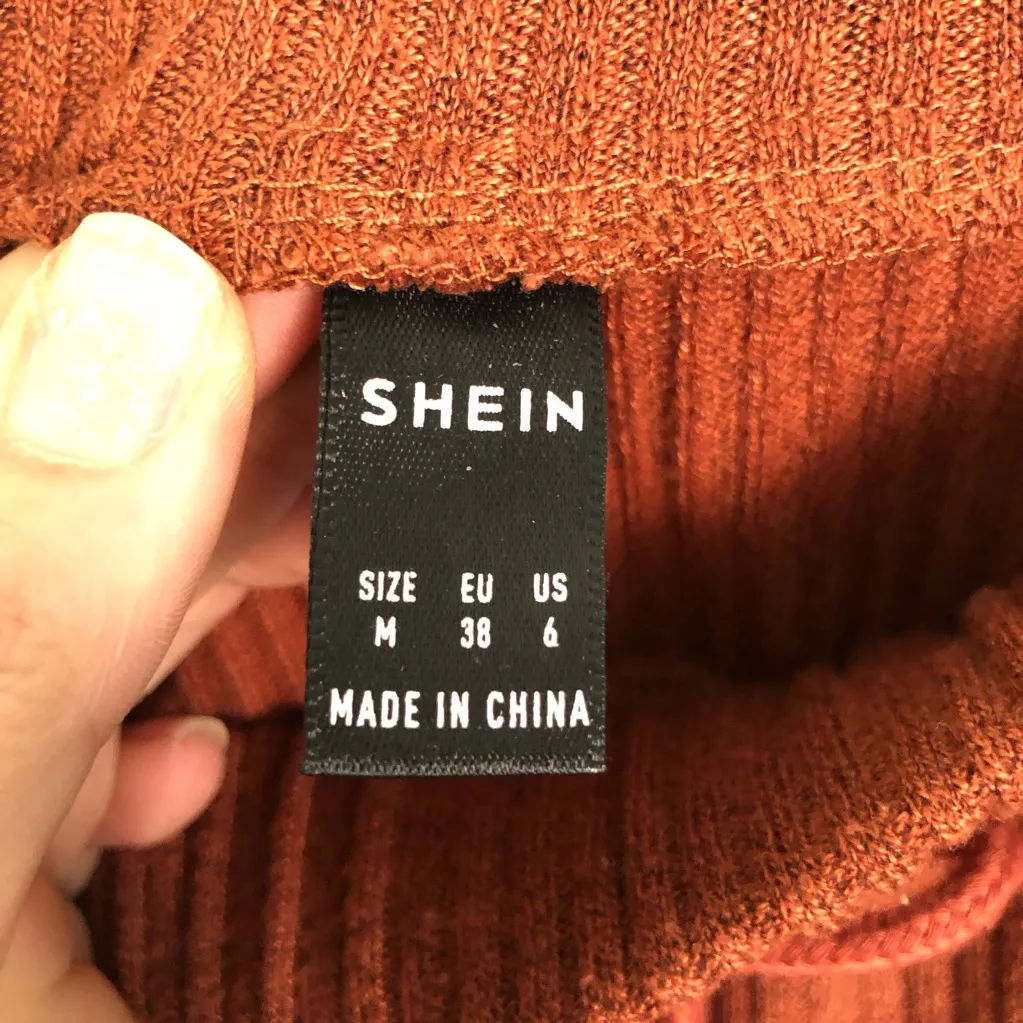 SHEIN
SIZE EU US
M 38 6
MADE IN CHINA